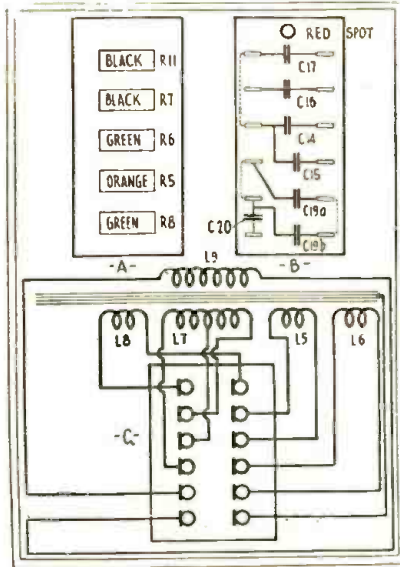 RED SPOT
BLACK R11
C17
BLACK R7
C16
GREEN R6
C14
ORANGE R5
C15
C19a
GREEN R8
C20
C19b
-A-
-B-
L9
L8
L7
L5
L6
-C-